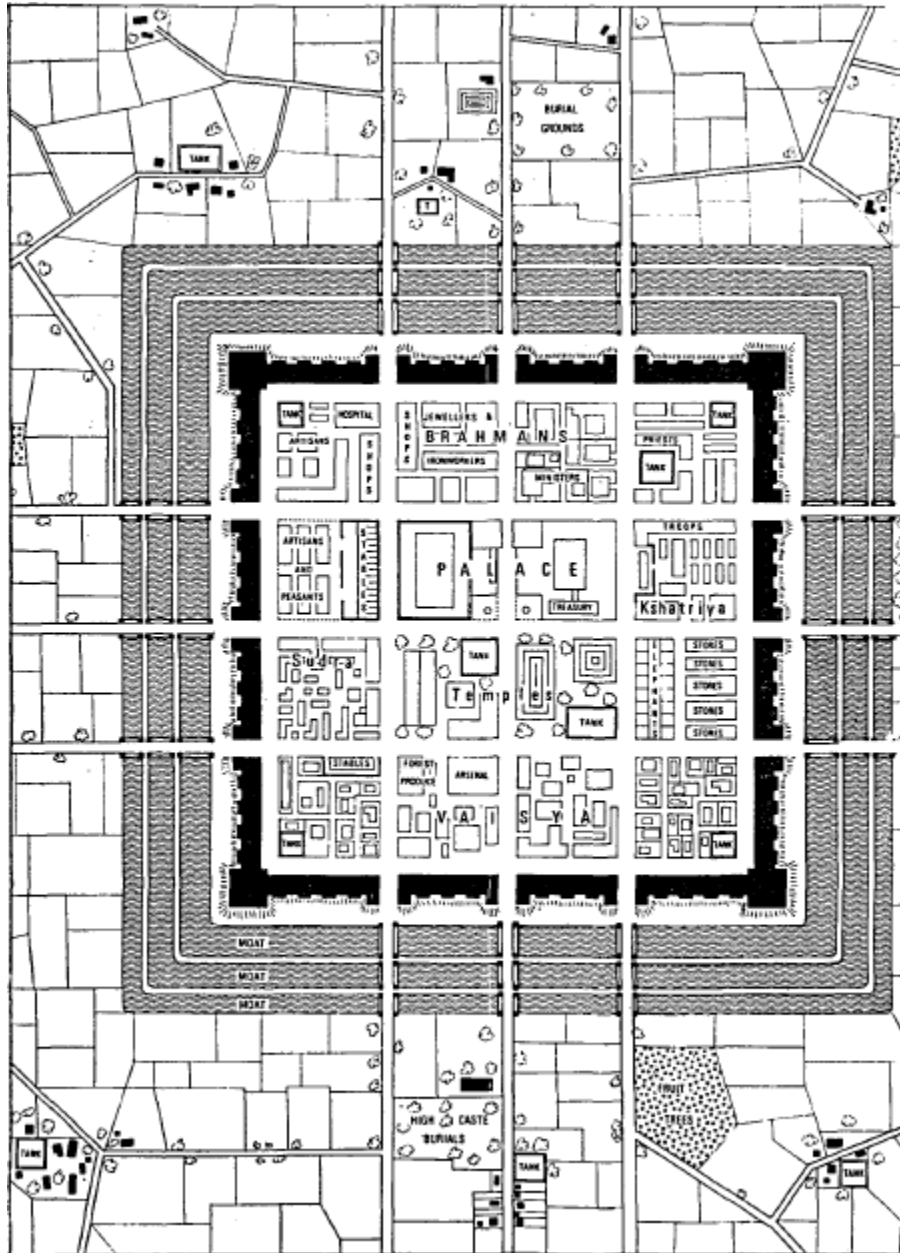 BURIAL
GROUNDS
TANK
T
TANK
HOSPITAL
SHOPS
JEWELLERS &
BRAHMANS
TANK
ARTISANS
SHOPS
IRONWORKERS
MINISTERS
PRIESTS
TANK
ARTISANS
AND
PEASANTS
STABLES
PALACE
TREASURY
TROOPS
Kshatriya
Sudra
TANK
Temples
TANK
ELEPHANTS
STORES
STORES
STORES
STORES
STORES
STABLES
FOREST
PRODUCE
ARSENAL
VAISYA
TANK
TANK
MOAT
MOAT
MOAT
FRUIT
TREES
HIGH CASTE
BURIALS
TANK
TANK
TANK